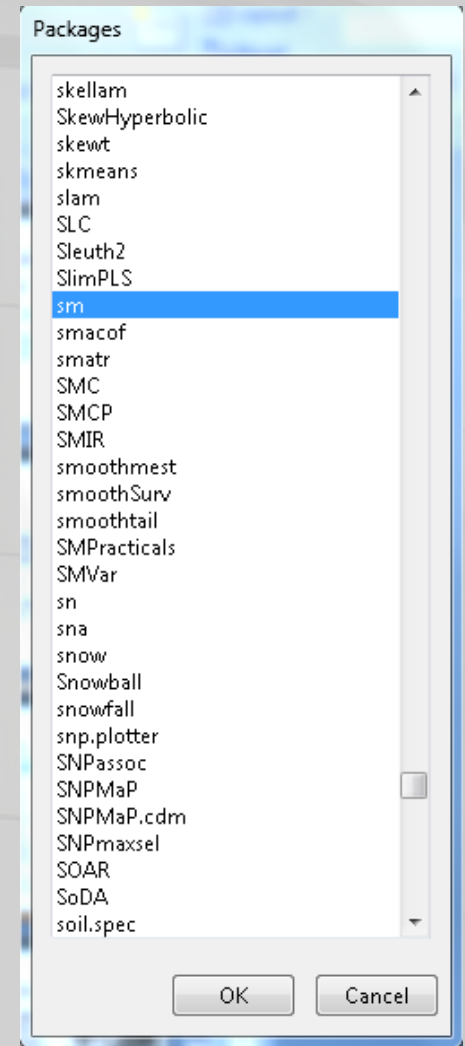 Packages
skellam
SkewHyperbolic
skewt
skmeans
slam
SLC
Sleuth2
SlimPLS
sm
smacof
smatr
SMC
SMCP
SMIR
smoothmest
smoothSurv
smoothtail
SMPracticals
SMVar
sn
sna
snow
Snowball
snowfall
snp.plotter
SNPassoc
SNPMaP
SNPMaP.cdm
SNPmaxsel
SOAR
SoDA
soil.spec
OK Cancel